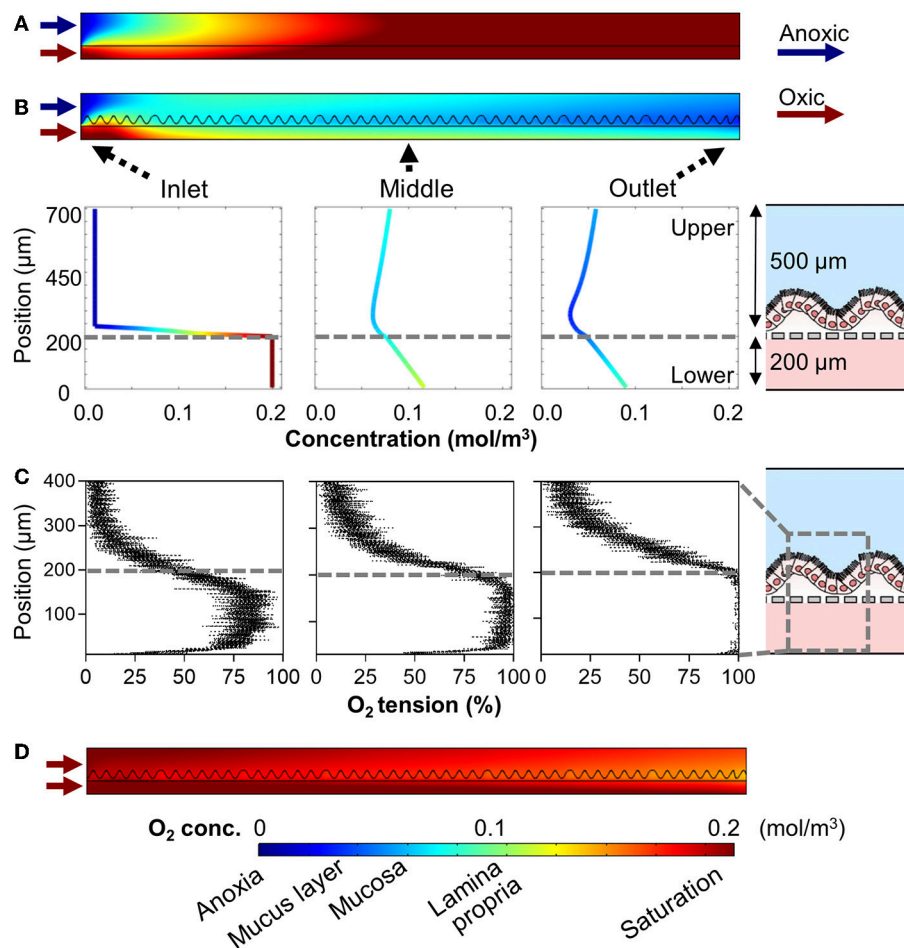 A
Anoxic
B
Oxic
Inlet
Middle
Outlet
Position (µm)
700
450
200
0
Upper
Lower
500 µm
200 µm
0.0
0.1
0.2
0.0
0.1
0.2
0.0
0.1
0.2
Concentration (mol/m³)
C
Position (µm)
400
300
200
100
0
0
25
50
75
100
0
25
50
75
100
0
25
50
75
100
O₂ tension (%)
D
O₂ conc.
0
0.1
0.2
(mol/m³)
Anoxia
Mucus layer
Mucosa
Lamina
propria
Saturation